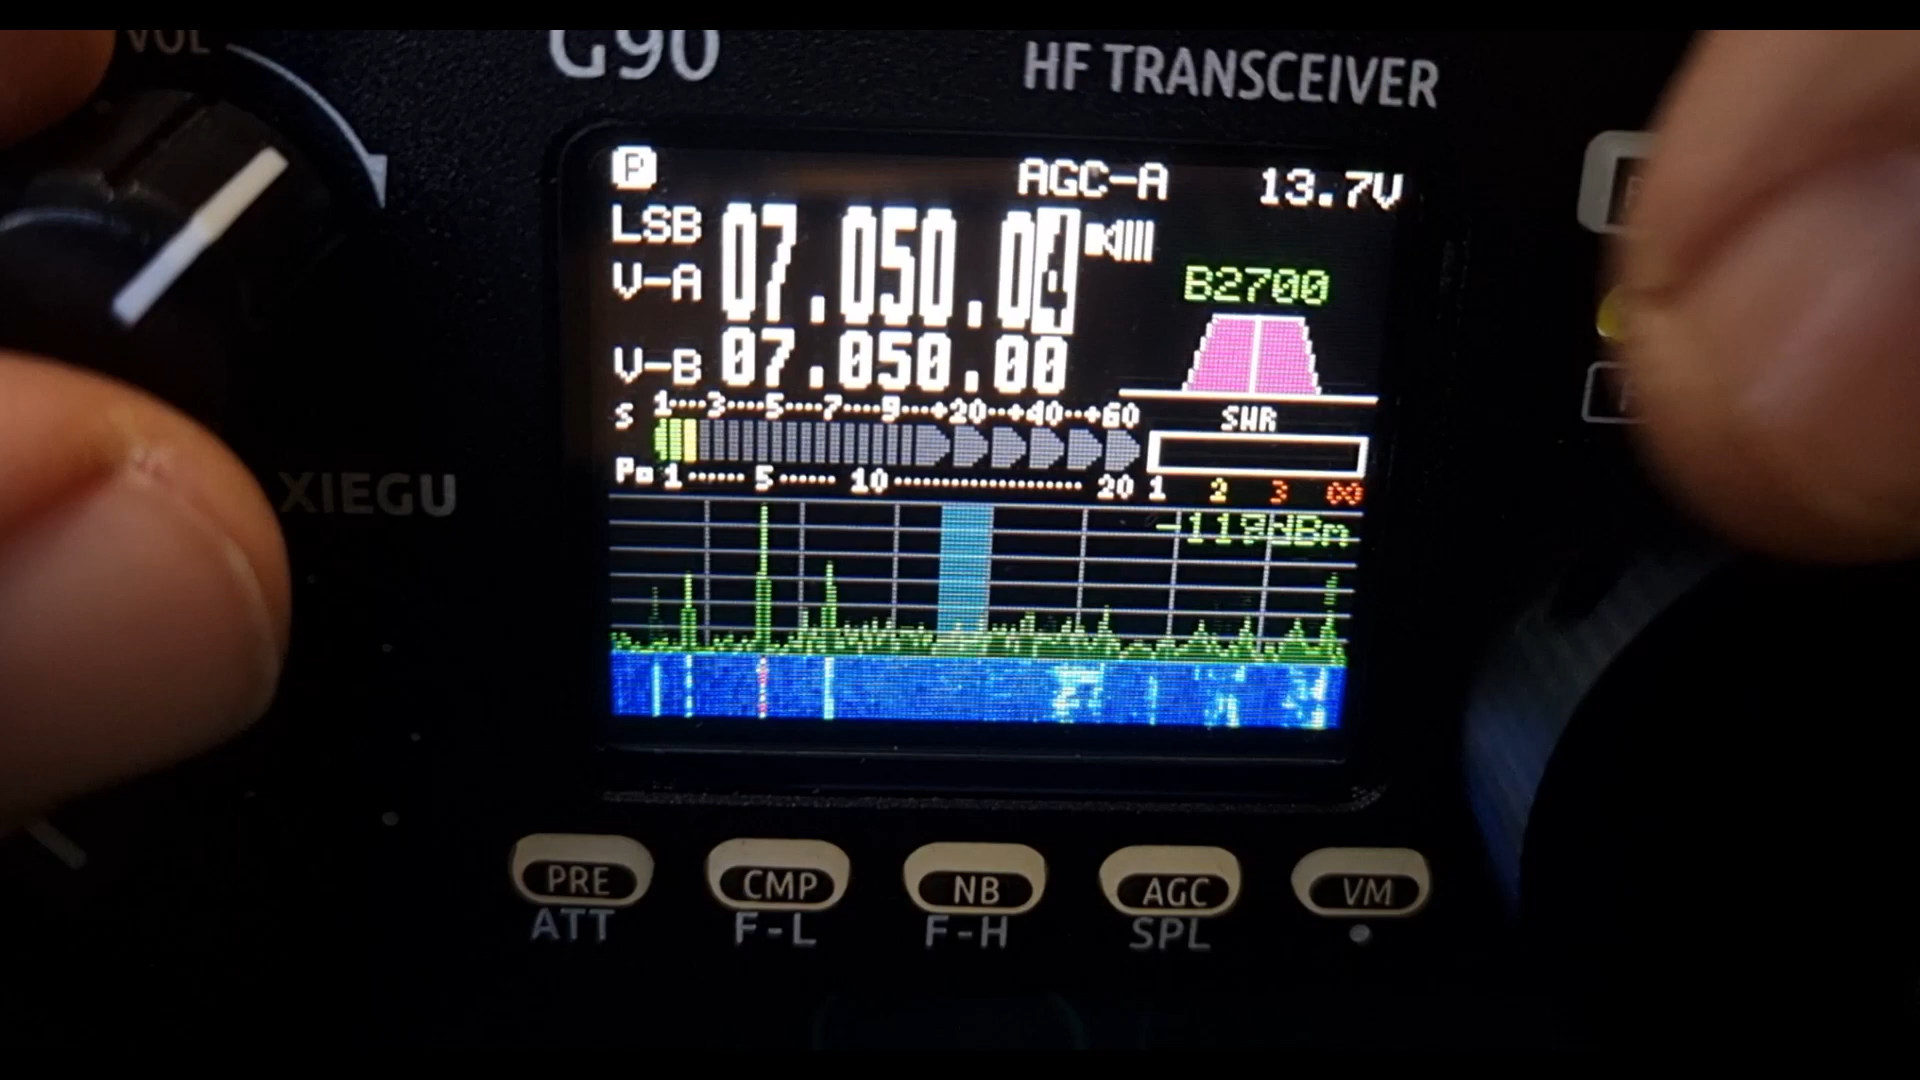 VOL
G90
HF TRANSCEIVER
P
AGC-A
13.7V
LSB
07.050.0
V-A
B2700
V-B
07.050.00
S
1····3····5····7····9···+20··+40··+60
SWR
Po
1······5······10··················20
1 2 3 ∞
-119dBm
XIEGU
PRE
CMP
NB
AGC
VM
ATT
F-L
F-H
SPL